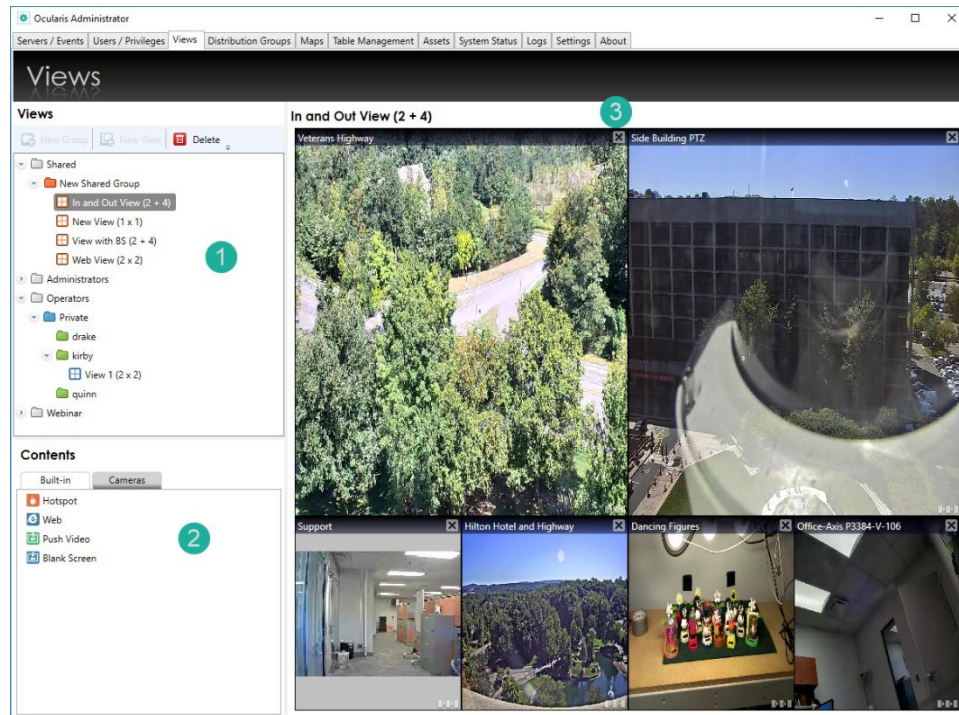 Ocularis Administrator
Servers / Events Users / Privileges Views Distribution Groups Maps Table Management Assets System Status Logs Settings About
Views
Views
New Group New View Delete
Shared
New Shared Group
In and Out View (2 + 4)
New View (1 x 1)
View with BS (2 + 4)
Web View (2 x 2)
Administrators
Operators
Private
drake
kirby
View 1 (2 x 2)
quinn
Webinar
1
Contents
Built-in Cameras
Hotspot
Web
Push Video
Blank Screen
2
In and Out View (2 + 4)
3
Veterans Highway
Side Building PTZ
Support
Hilton Hotel and Highway
Dancing Figures
Office-Axis P3384-V-106